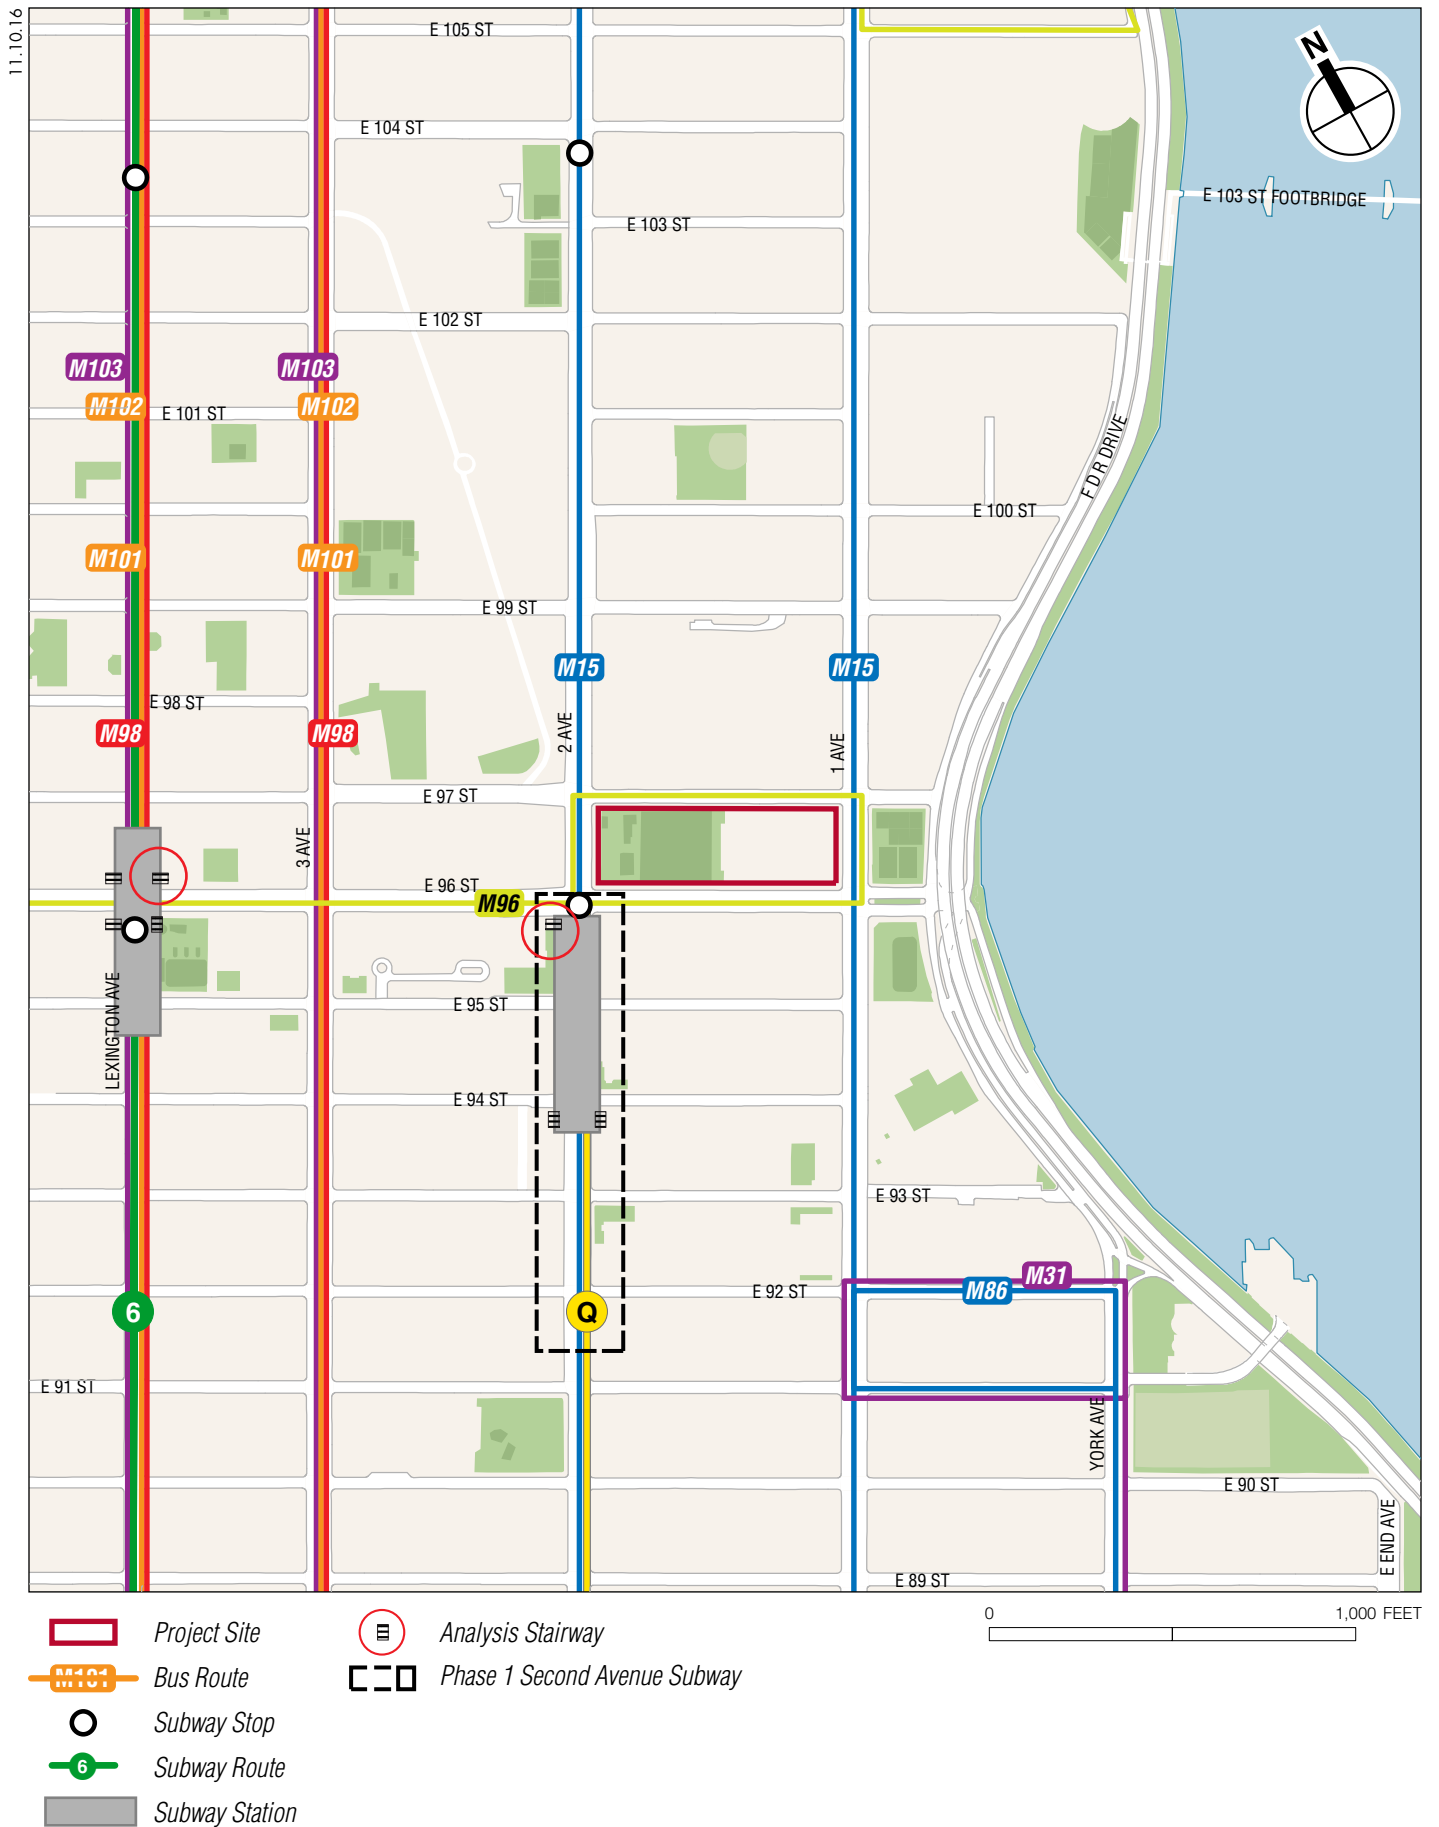 11.10.16
E 105 ST
N
E 104 ST
E 103 ST FOOTBRIDGE
E 103 ST
E 102 ST
M103
M103
M102
E 101 ST
M102
F D R DRIVE
E 100 ST
M101
M101
E 99 ST
M15
M15
E 98 ST
M98
M98
2 AVE
1 AVE
E 97 ST
3 AVE
E 96 ST
M96
LEXINGTON AVE
E 95 ST
E 94 ST
E 93 ST
M31
E 92 ST
M86
6
Q
E 91 ST
YORK AVE
E 90 ST
E END AVE
E 89 ST
0
1,000 FEET
Project Site
Analysis Stairway
M101
Bus Route
Phase 1 Second Avenue Subway
Subway Stop
6
Subway Route
Subway Station